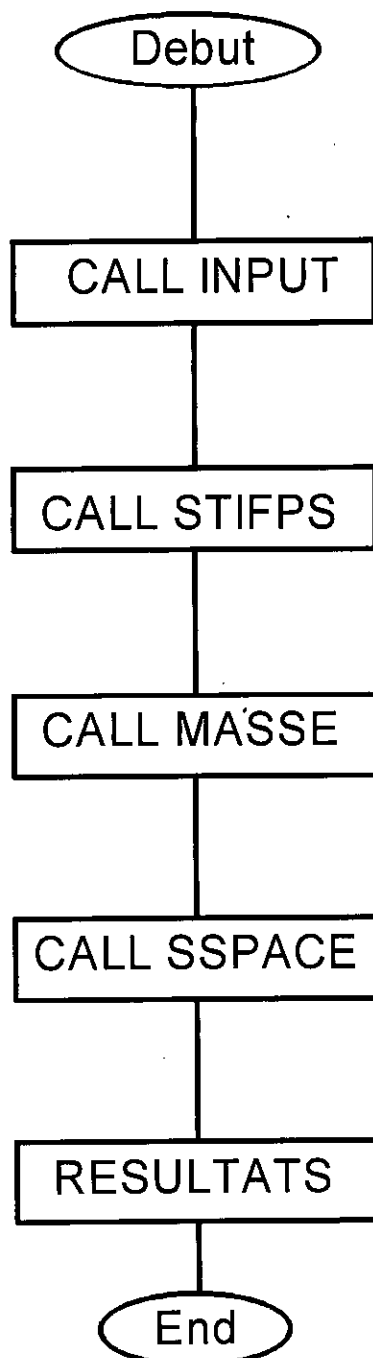 Debut
CALL INPUT
CALL STIFPS
CALL MASSE
CALL SSPACE
RESULTATS
End